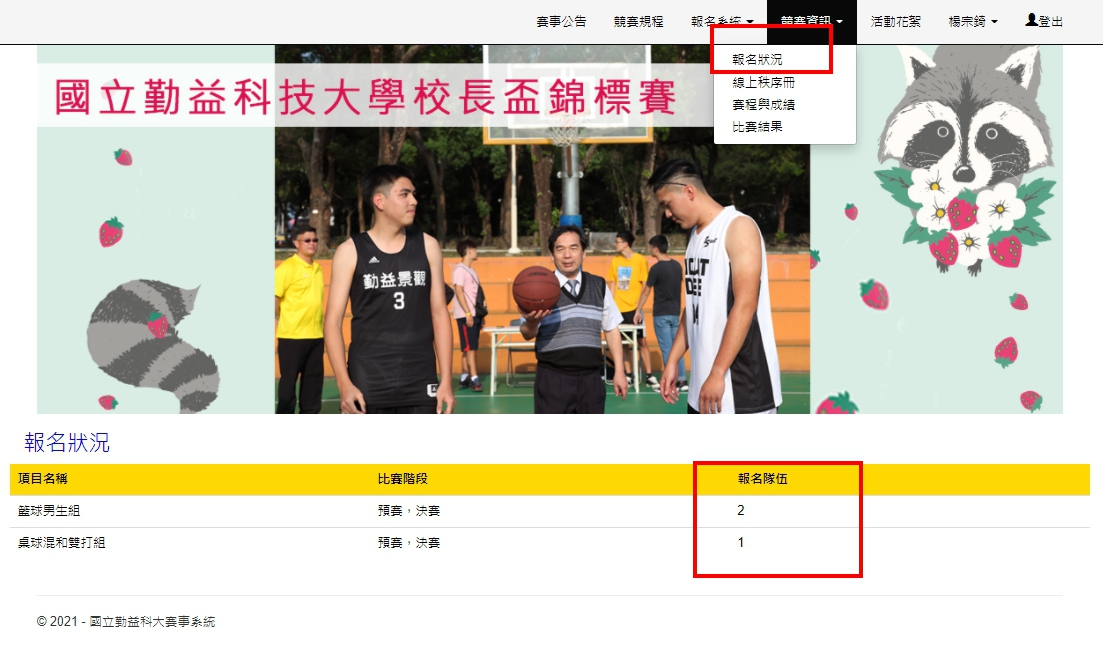 賽事公告 競賽規程 報名系統 競賽資訊 活動花絮 楊宗錡 登出
報名狀況
線上秩序冊
賽程與成績
比賽結果
國立勤益科技大學校長盃錦標賽
勤益景觀
3
報名狀況
項目名稱 比賽階段 報名隊伍
籃球男生組 預賽，決賽 2
桌球混和雙打組 預賽，決賽 1
© 2021 - 國立勤益科大賽事系統